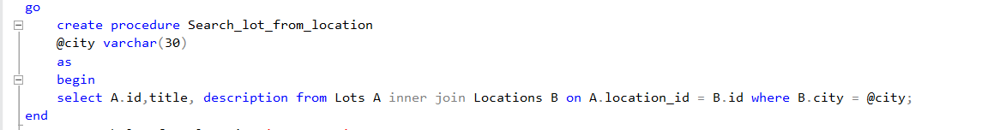 go
create procedure Search_lot_from_location
@city varchar(30)
as
begin
select A.id,title, description from Lots A inner join Locations B on A.location_id = B.id where B.city = @city;
end